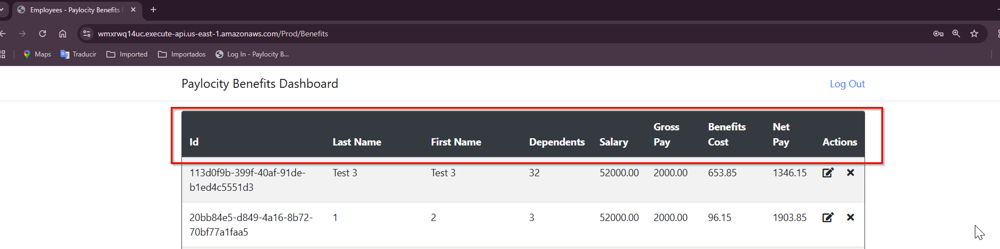 Employees - Paylocity Benefits
wmxrwq14uc.execute-api.us-east-1.amazonaws.com/Prod/Benefits
Maps Traducir Imported Importados Log In - Paylocity B...
Paylocity Benefits Dashboard Log Out
Id Last Name First Name Dependents Salary Gross Pay Benefits Cost Net Pay Actions
113d0f9b-399f-40af-91de- Test 3 Test 3 32 52000.00 2000.00 653.85 1346.15
b1ed4c5551d3
20bb84e5-d849-4a16-8b72- 1 2 3 52000.00 2000.00 96.15 1903.85
70bf77a1faa5